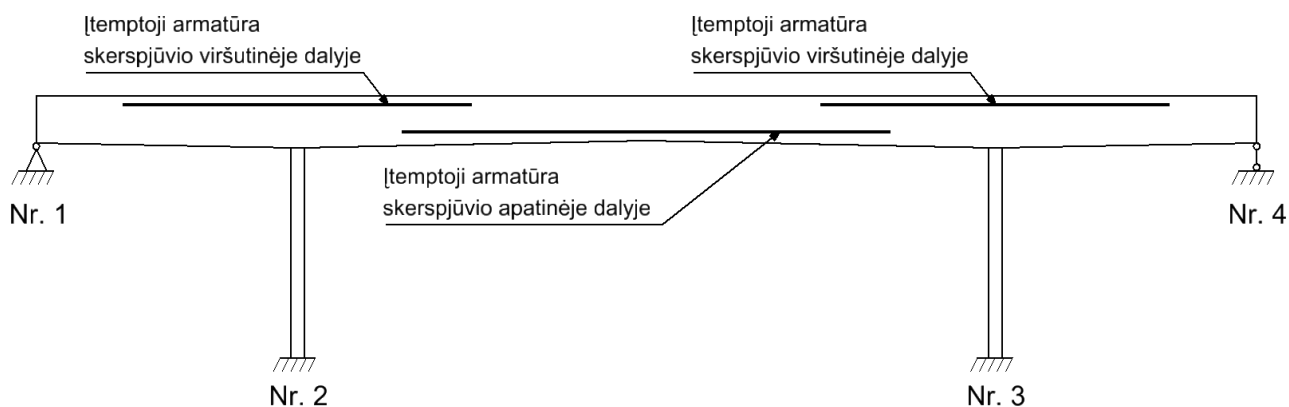 Įtemptoji armatūra
skerspjūvio viršutinėje dalyje
Įtemptoji armatūra
skerspjūvio viršutinėje dalyje
Įtemptoji armatūra
skerspjūvio apatinėje dalyje
Nr. 1
Nr. 4
Nr. 2
Nr. 3